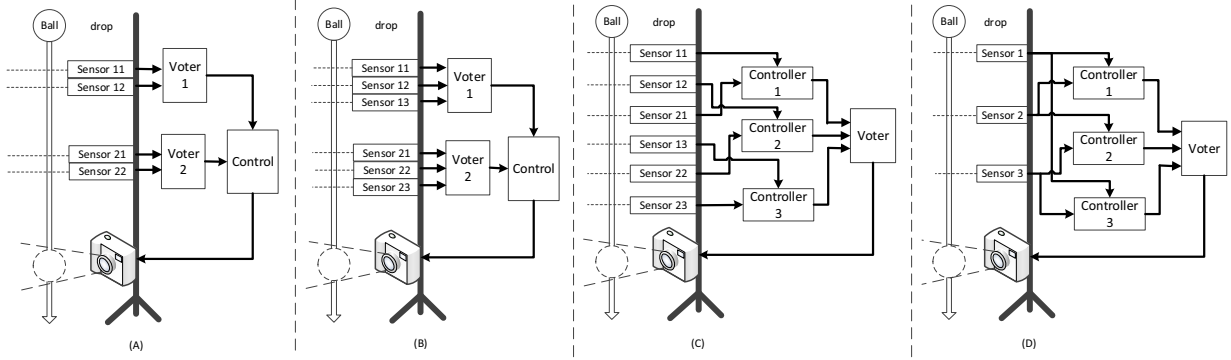 Ball
drop
Sensor 11
Sensor 12
Voter
1
Sensor 21
Sensor 22
Voter
2
Control
(A)
Ball
drop
Sensor 11
Sensor 12
Sensor 13
Voter
1
Sensor 21
Sensor 22
Sensor 23
Voter
2
Control
(B)
Ball
drop
Sensor 11
Sensor 12
Sensor 21
Sensor 13
Sensor 22
Sensor 23
Controller
1
Controller
2
Controller
3
Voter
(C)
Ball
drop
Sensor 1
Sensor 2
Sensor 3
Controller
1
Controller
2
Controller
3
Voter
(D)